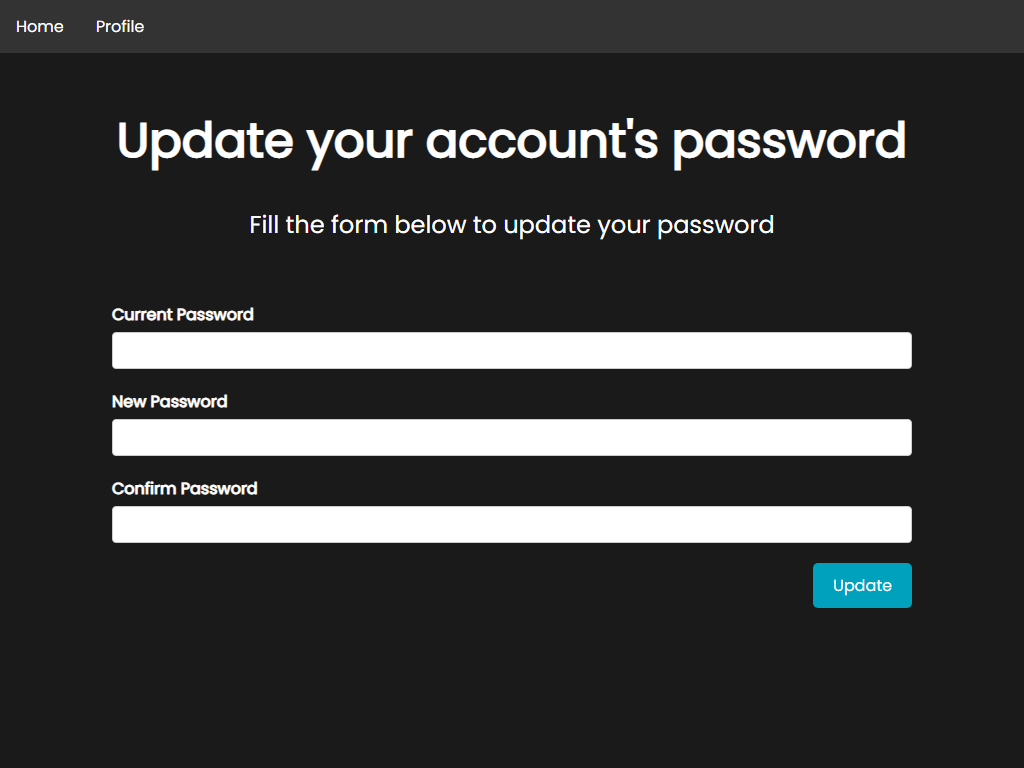 Home Profile
Update your account's password
Fill the form below to update your password
Current Password
New Password
Confirm Password
Update